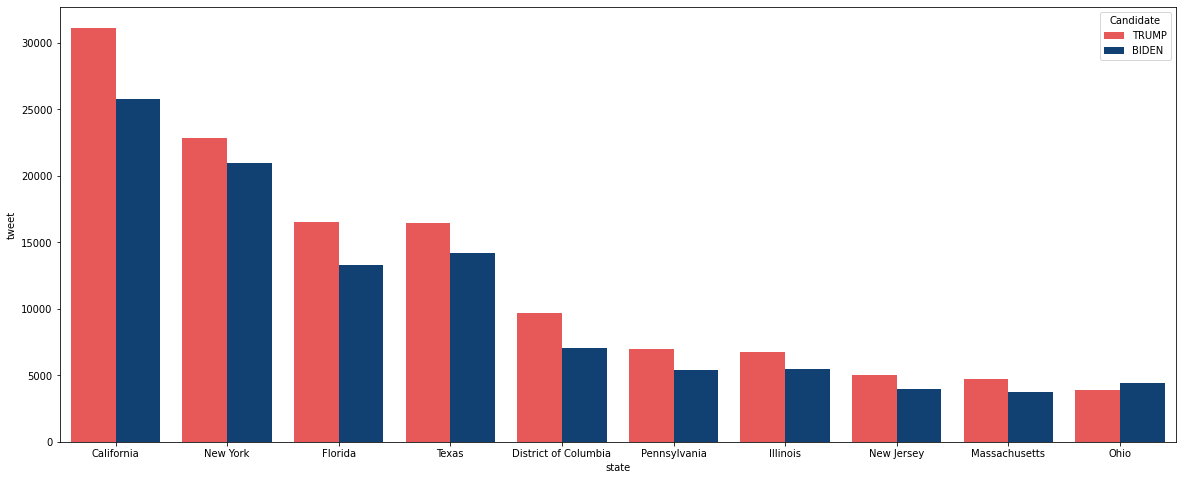 Candidate
TRUMP
BIDEN
30000
25000
20000
15000
10000
5000
0
tweet
California New York Florida Texas District of Columbia Pennsylvania Illinois New Jersey Massachusetts Ohio
state